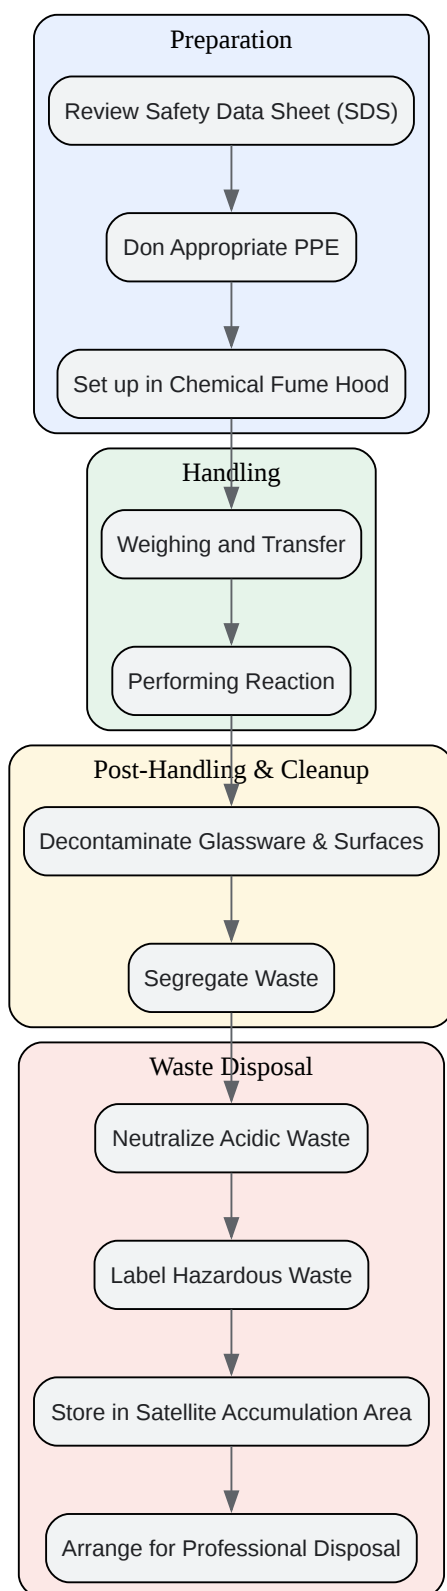 Preparation
Review Safety Data Sheet (SDS)
Don Appropriate PPE
Set up in Chemical Fume Hood
Handling
Weighing and Transfer
Performing Reaction
Post-Handling & Cleanup
Decontaminate Glassware & Surfaces
Segregate Waste
Waste Disposal
Neutralize Acidic Waste
Label Hazardous Waste
Store in Satellite Accumulation Area
Arrange for Professional Disposal